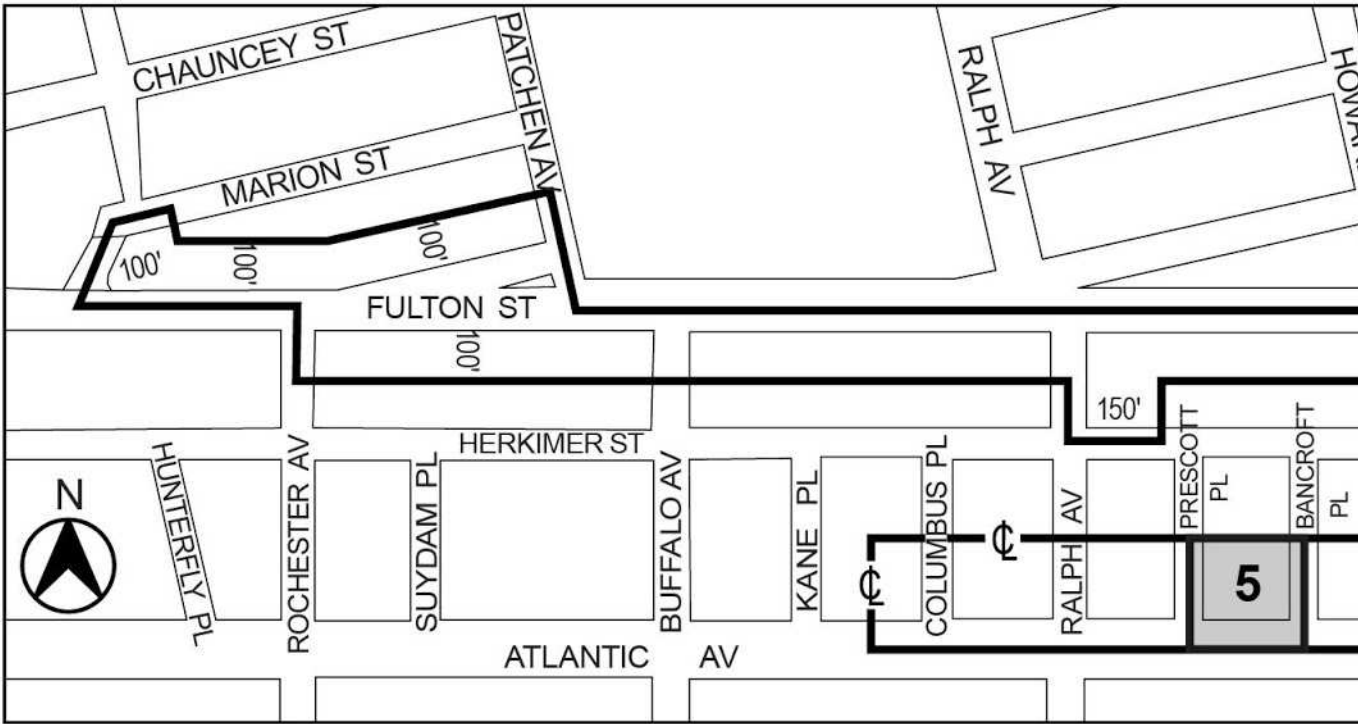 CHAUNCEY ST
PATCHEN AV
RALPH AV
MARION ST
100'
100'
100'
FULTON ST
100'
150'
PRESCOTT PL
BANCROFT PL
HERKIMER ST
N
HUNTERFLY PL
ROCHESTER AV
SUYDAM PL
BUFFALO AV
KANE PL
COLUMBUS PL
RALPH AV
℄
℄
5
ATLANTIC AV